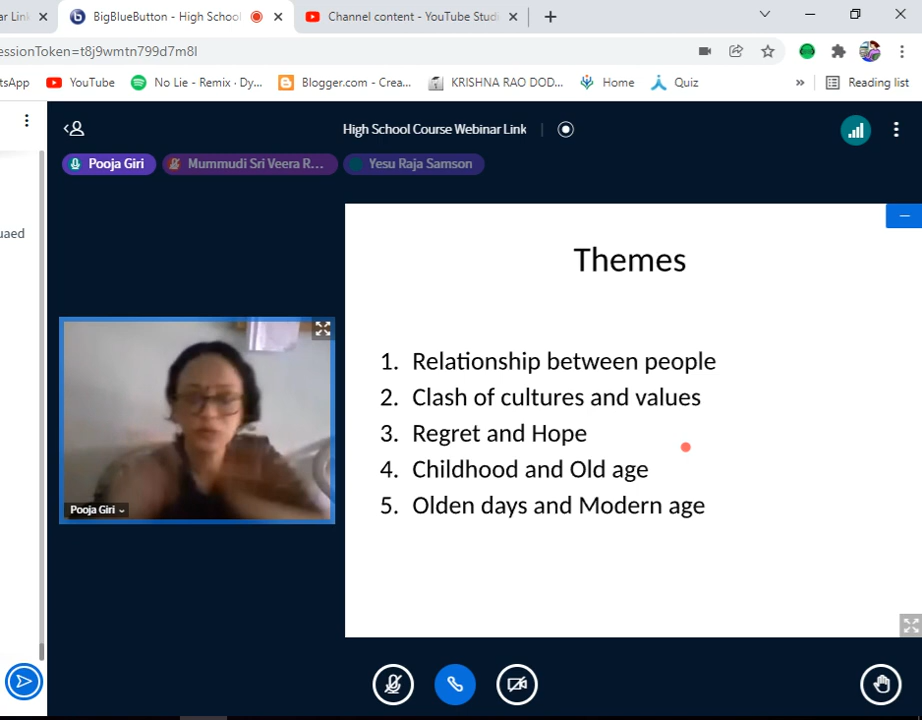 ar Link
BigBlueButton - High School
Channel content - YouTube Studi
essionToken=t8j9wmtn799d7m8l
tsApp
YouTube
No Lie - Remix · Dy...
Blogger.com - Crea...
KRISHNA RAO DOD...
Home
Quiz
»
Reading list
High School Course Webinar Link
Pooja Giri
Mummudi Sri Veera R...
Yesu Raja Samson
uaed
Themes
1. Relationship between people
2. Clash of cultures and values
3. Regret and Hope
4. Childhood and Old age
5. Olden days and Modern age
Pooja Giri